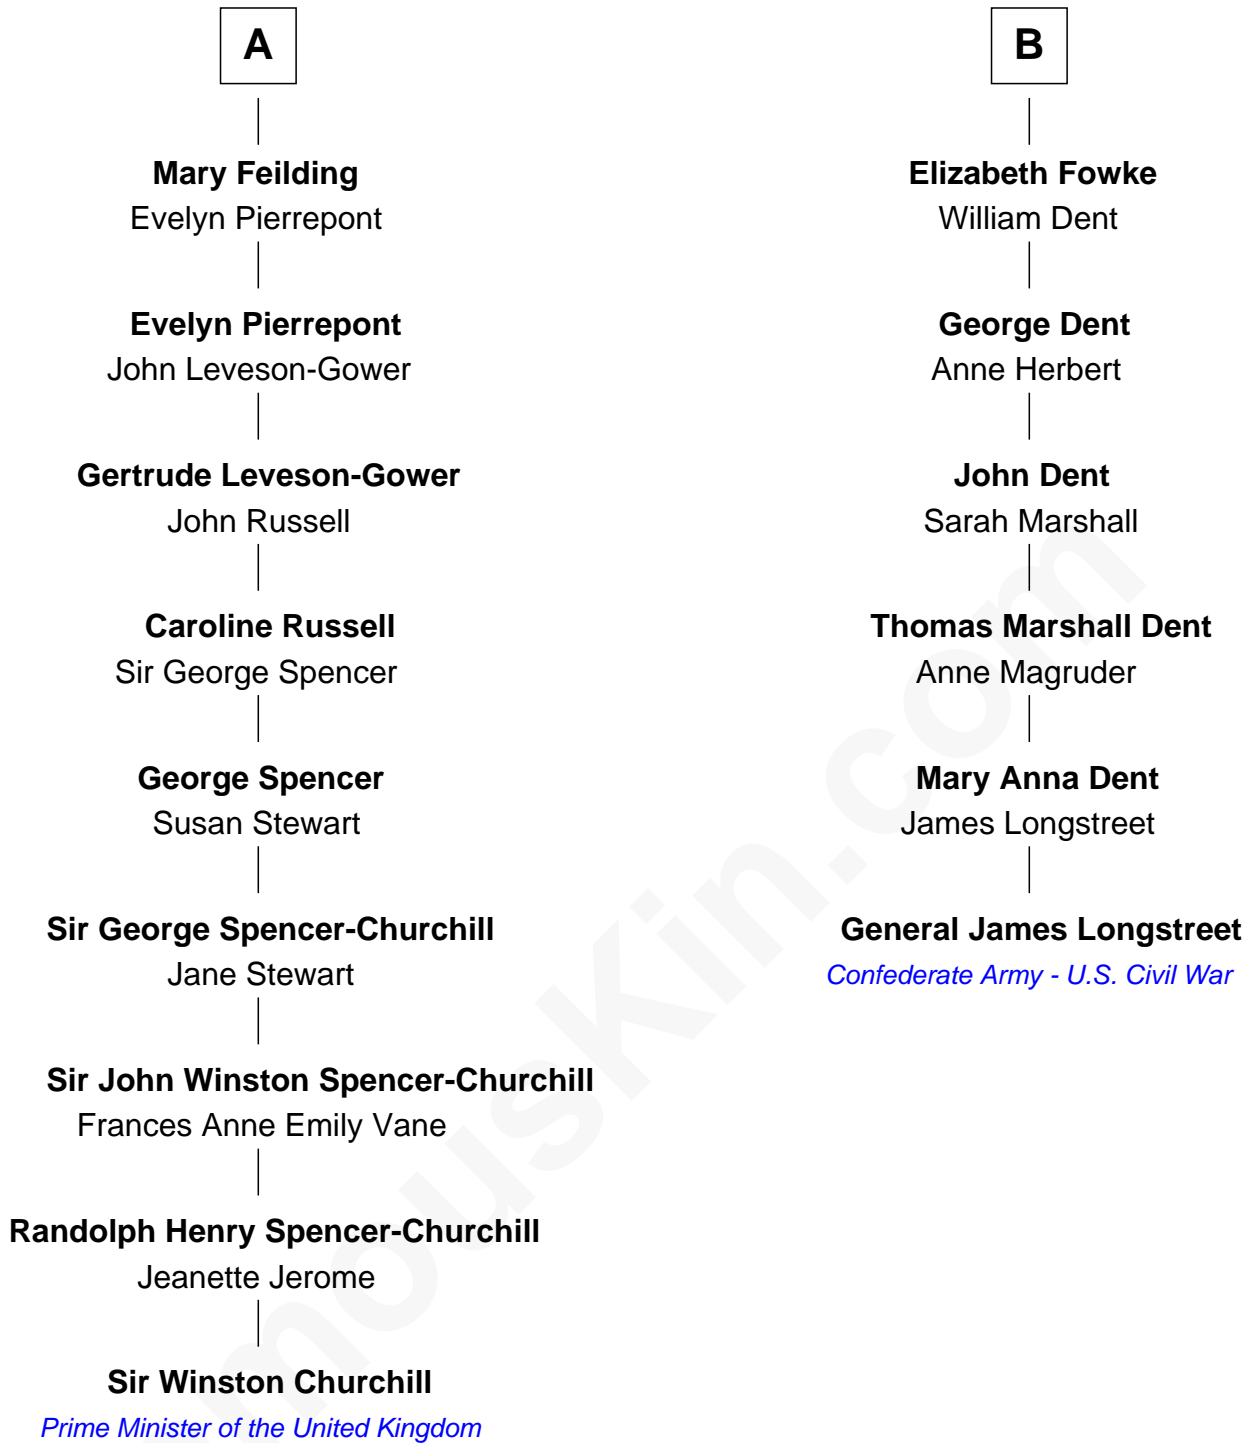 A
Mary Feilding
Evelyn Pierrepont
Evelyn Pierrepont
John Leveson-Gower
Gertrude Leveson-Gower
John Russell
Caroline Russell
Sir George Spencer
George Spencer
Susan Stewart
Sir George Spencer-Churchill
Jane Stewart
Sir John Winston Spencer-Churchill
Frances Anne Emily Vane
Randolph Henry Spencer-Churchill
Jeanette Jerome
Sir Winston Churchill
Prime Minister of the United Kingdom
B
Elizabeth Fowke
William Dent
George Dent
Anne Herbert
John Dent
Sarah Marshall
Thomas Marshall Dent
Anne Magruder
Mary Anna Dent
James Longstreet
General James Longstreet
Confederate Army - U.S. Civil War
mousKin.com